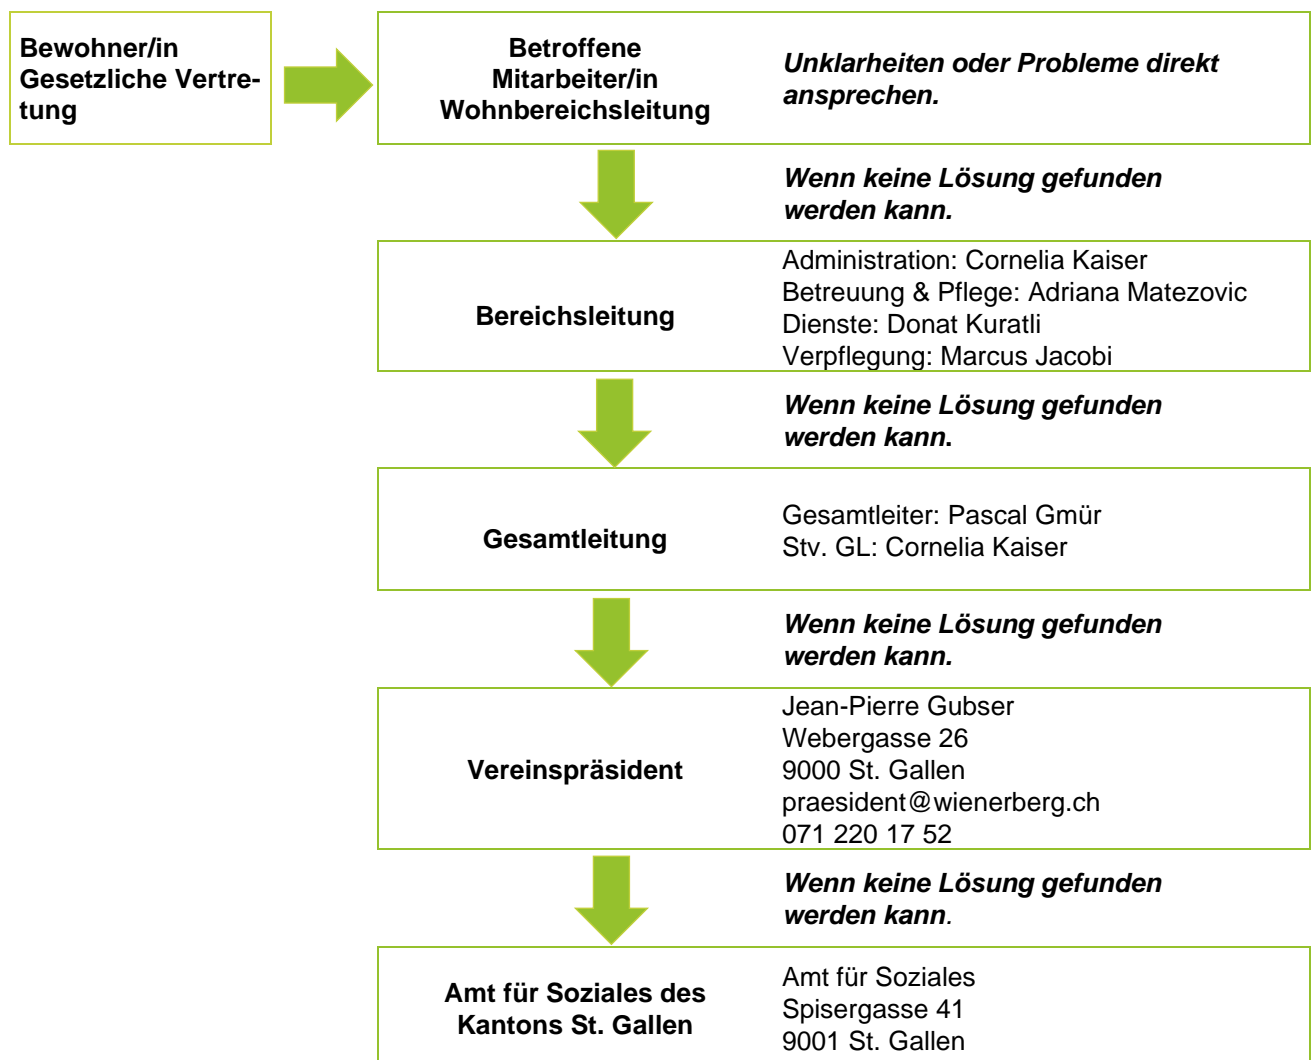 Bewohner/in
Gesetzliche Vertre-
tung
Betroffene
Mitarbeiter/in
Wohnbereichsleitung
Unklarheiten oder Probleme direkt
ansprechen.
Wenn keine Lösung gefunden
werden kann.
Bereichsleitung
Administration: Cornelia Kaiser
Betreuung & Pflege: Adriana Matezovic
Dienste: Donat Kuratli
Verpflegung: Marcus Jacobi
Wenn keine Lösung gefunden
werden kann.
Gesamtleitung
Gesamtleiter: Pascal Gmür
Stv. GL: Cornelia Kaiser
Wenn keine Lösung gefunden
werden kann.
Vereinspräsident
Jean-Pierre Gubser
Webergasse 26
9000 St. Gallen
praesident@wienerberg.ch
071 220 17 52
Wenn keine Lösung gefunden
werden kann.
Amt für Soziales des
Kantons St. Gallen
Amt für Soziales
Spisergasse 41
9001 St. Gallen